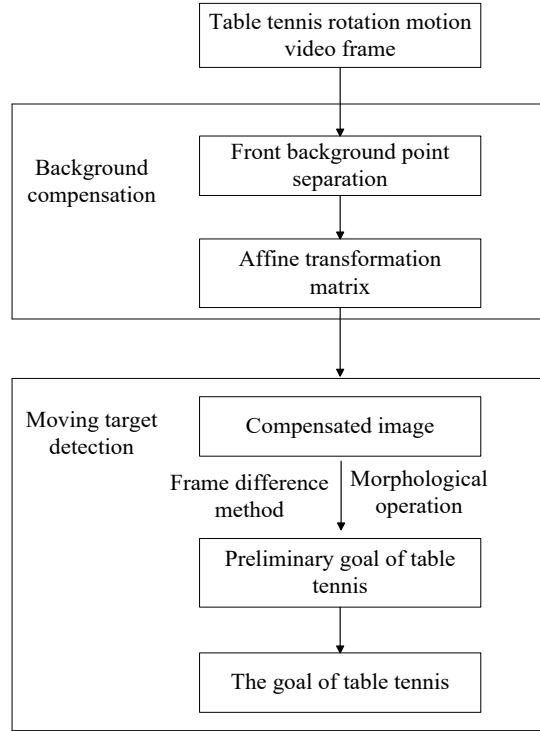 Table tennis rotation motion
video frame
Background
compensation
Front background point
separation
Affine transformation
matrix
Moving target
detection
Compensated image
Frame difference
method
Morphological
operation
Preliminary goal of table
tennis
The goal of table tennis